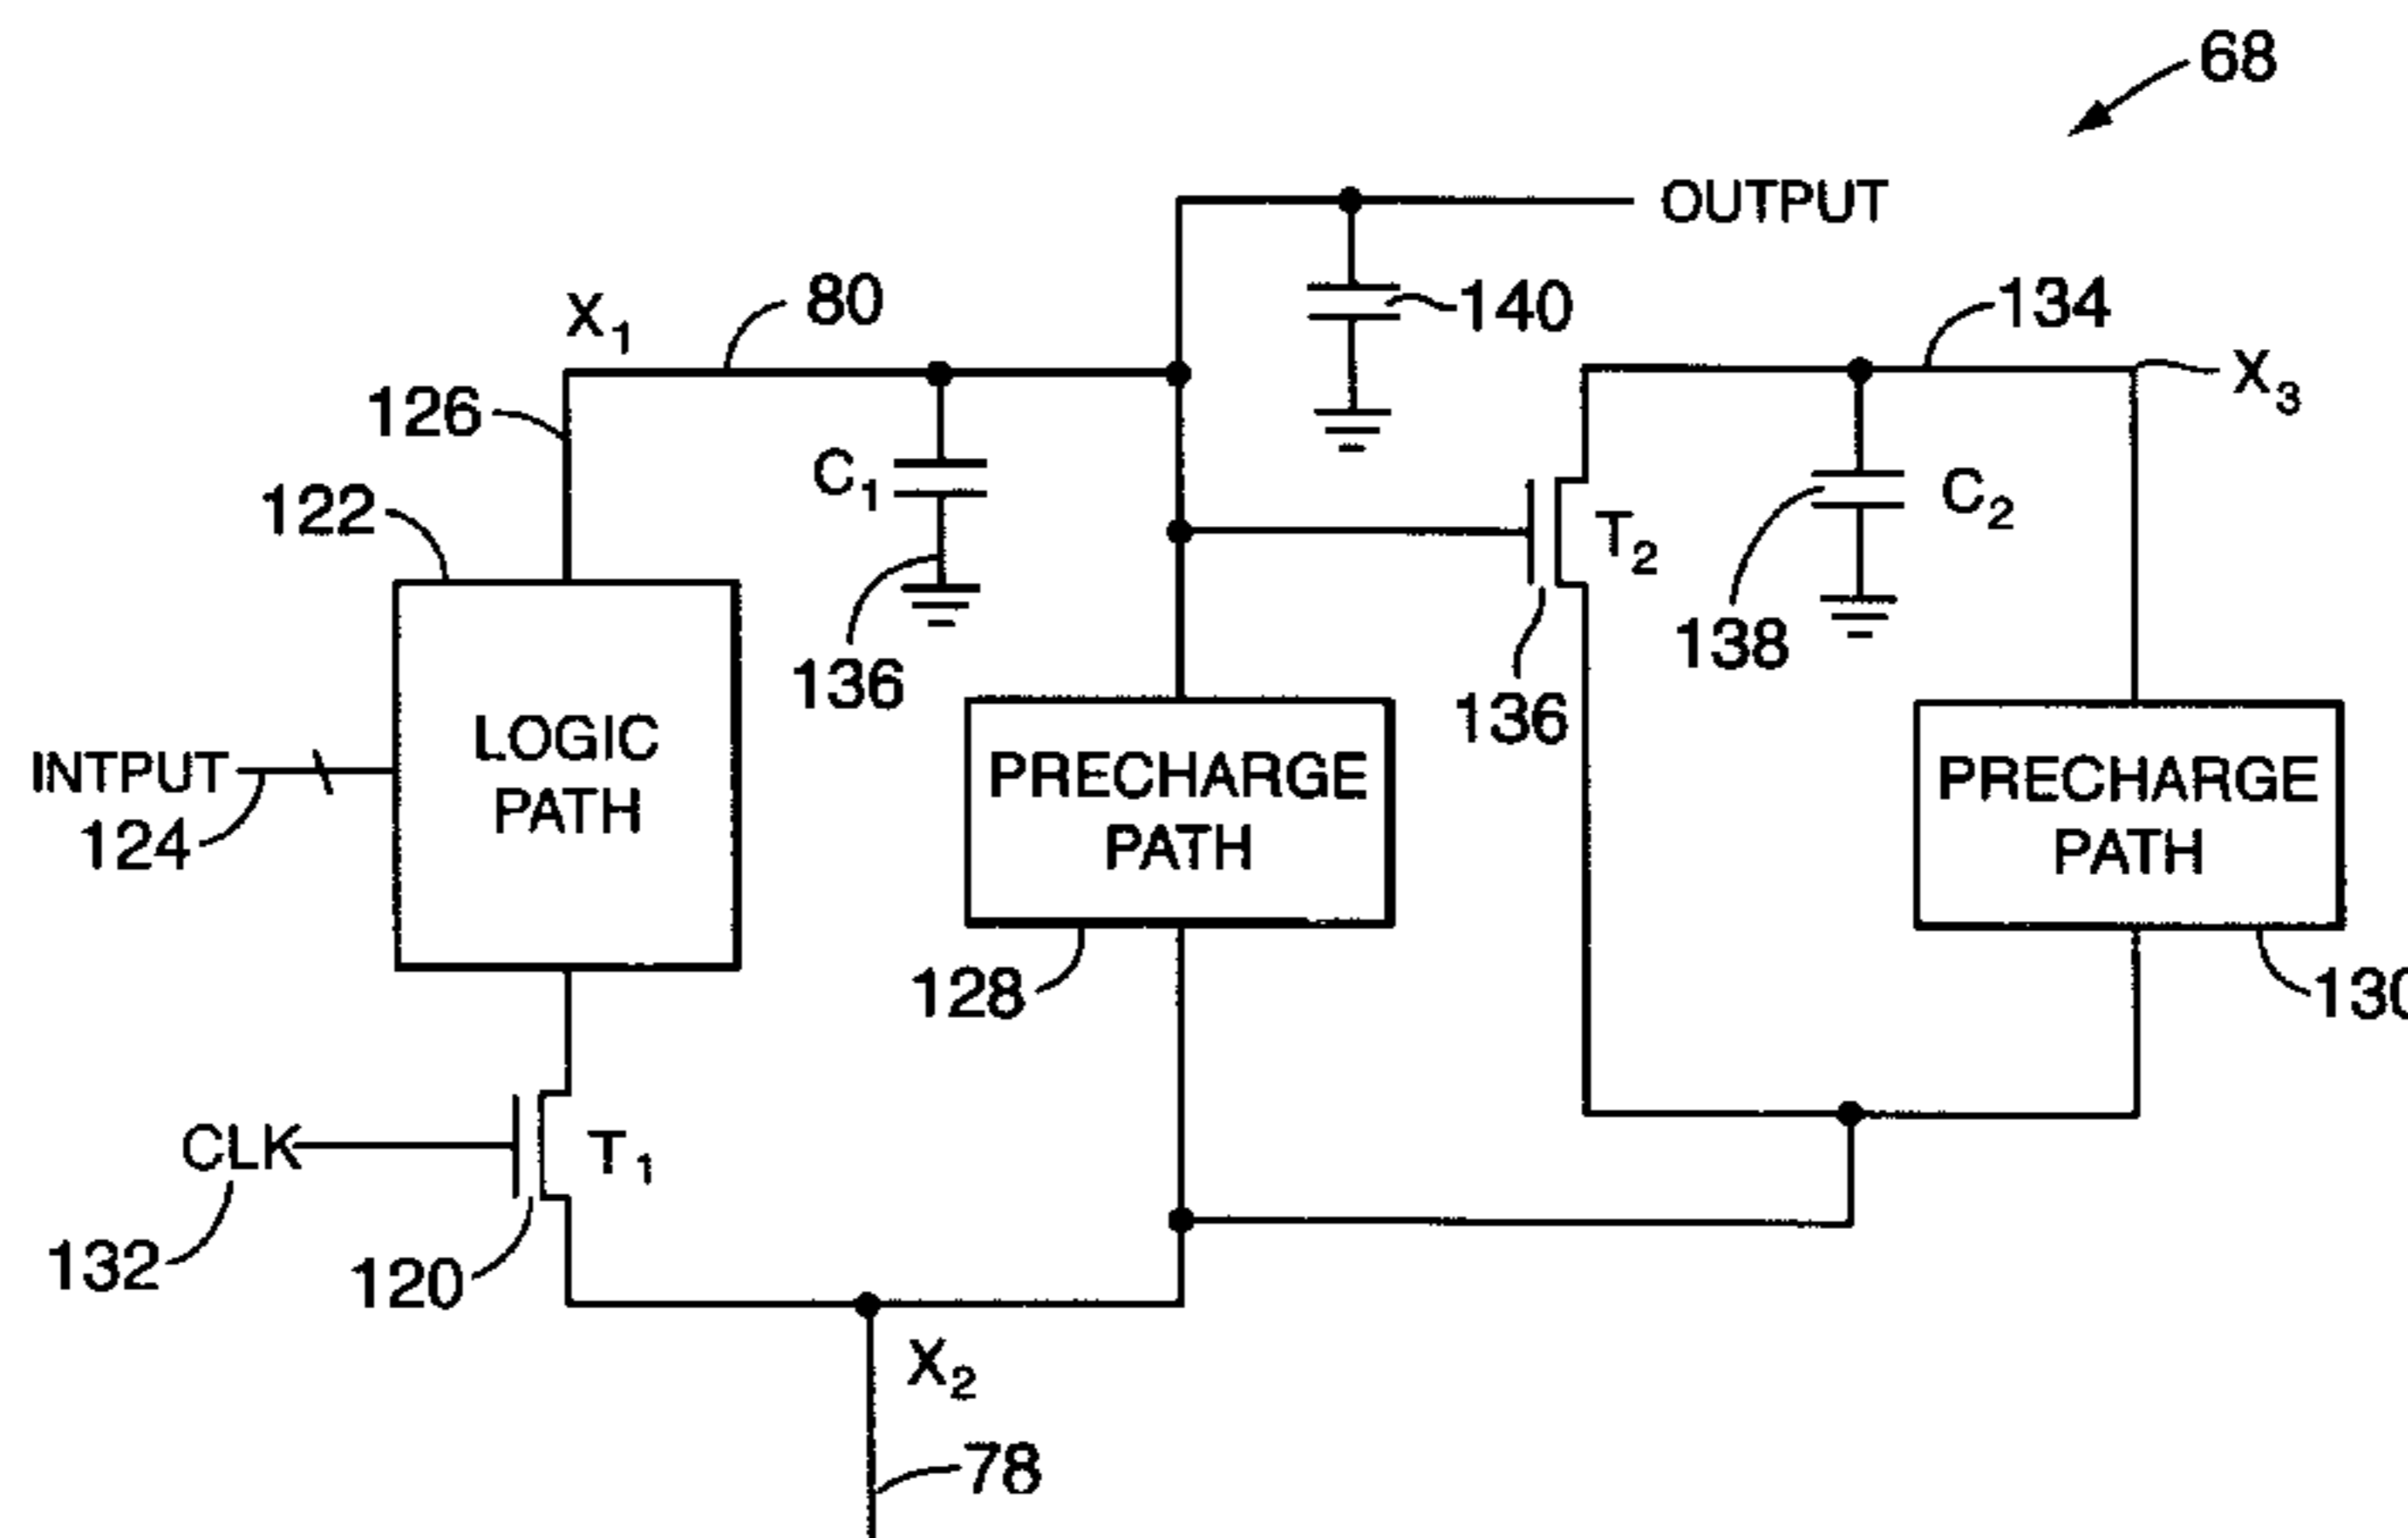 68
OUTPUT
X1
80
140
134
X3
126
C1
122
C2
T2
138
136
136
LOGIC
PATH
PRECHARGE
PATH
PRECHARGE
PATH
INTPUT
124
128
CLK
T1
132
120
X2
78